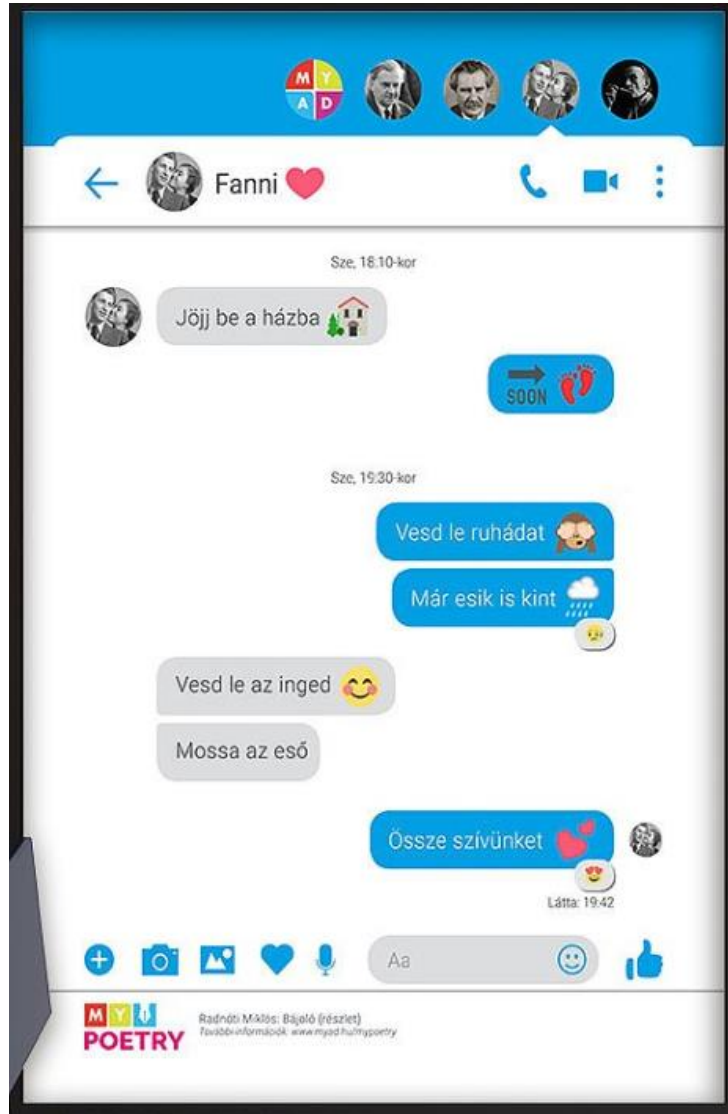 M Y
A D
Fanni
Sze, 18:10-kor
Jöjj be a házba
SOON
Sze, 19:30-kor
Vesd le ruhádat
Már esik is kint
Vesd le az inged
Mossa az eső
Össze szívünket
Látta: 19:42
Aa
MY
POETRY
Radnóti Miklós: Bájoló (részlet)
További információk: www.myad.hu/mypoetry